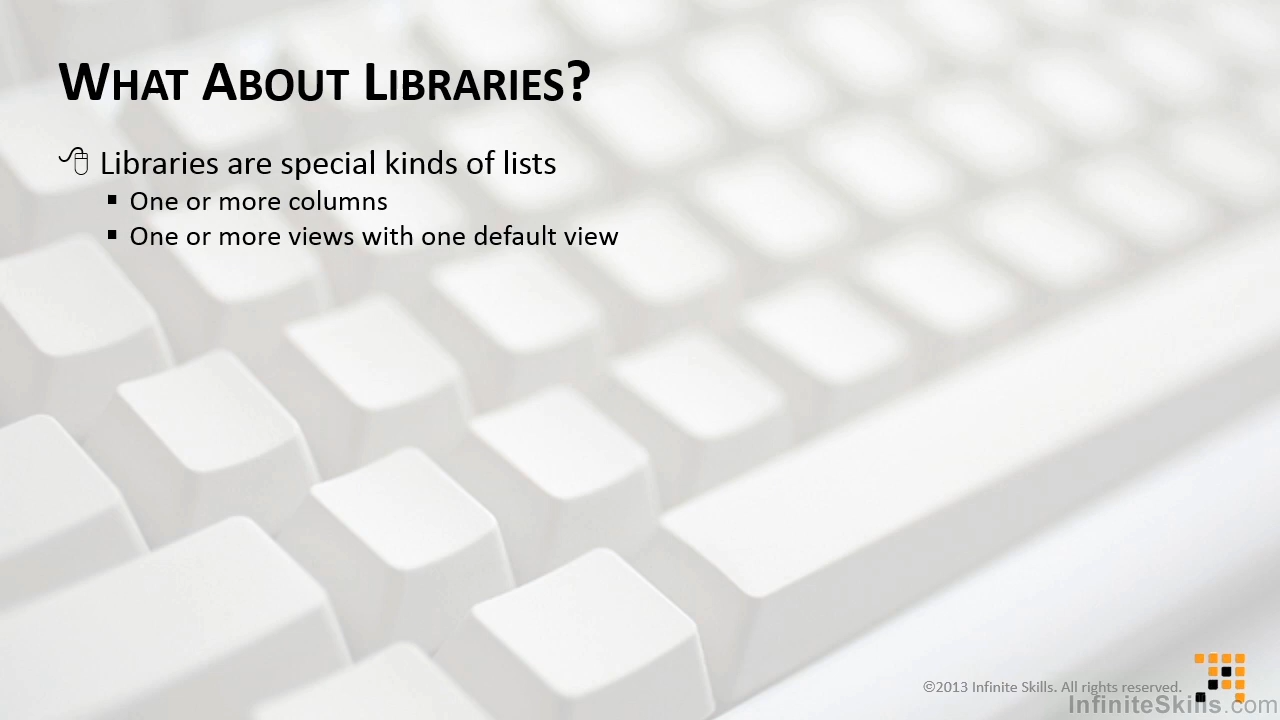 WHAT ABOUT LIBRARIES?
Libraries are special kinds of lists
One or more columns
One or more views with one default view
©2013 Infinite Skills. All rights reserved.
InfiniteSkills.com